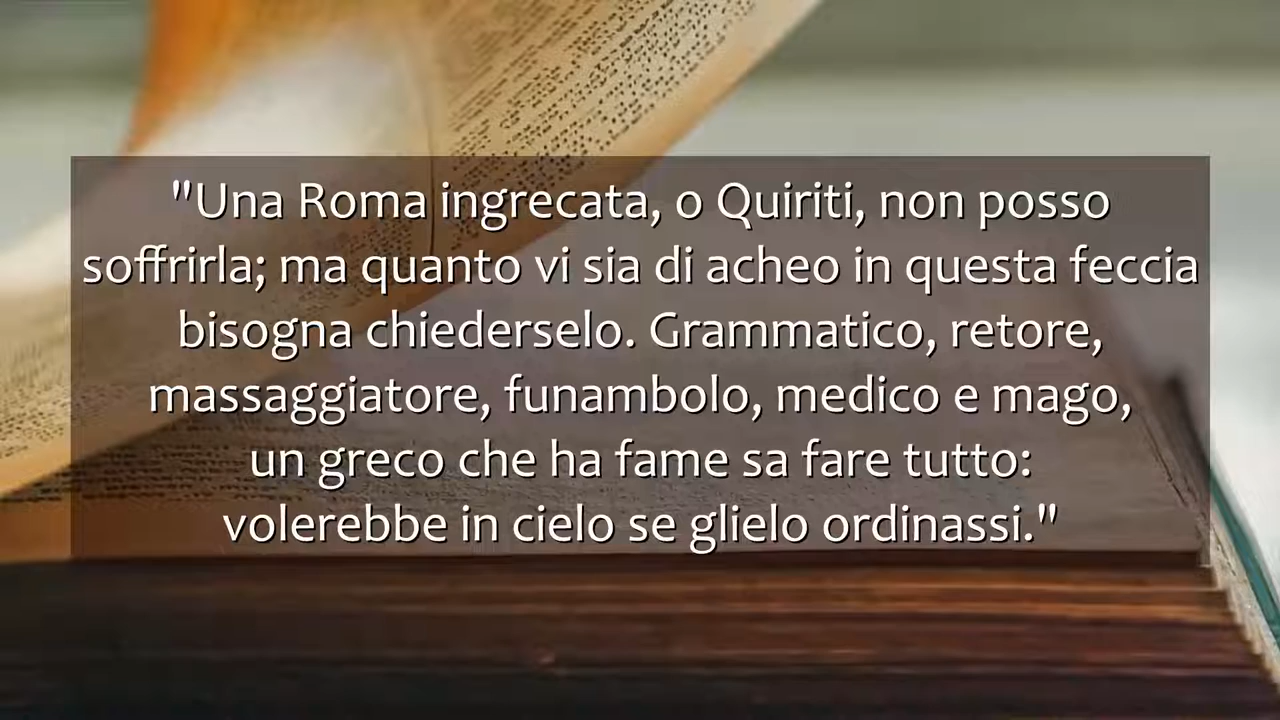 "Una Roma ingrecata, o Quiriti, non posso
soffrirla; ma quanto vi sia di acheo in questa feccia
bisogna chiederselo. Grammatico, retore,
massaggiatore, funambolo, medico e mago,
un greco che ha fame sa fare tutto:
volerebbe in cielo se glielo ordinassi."